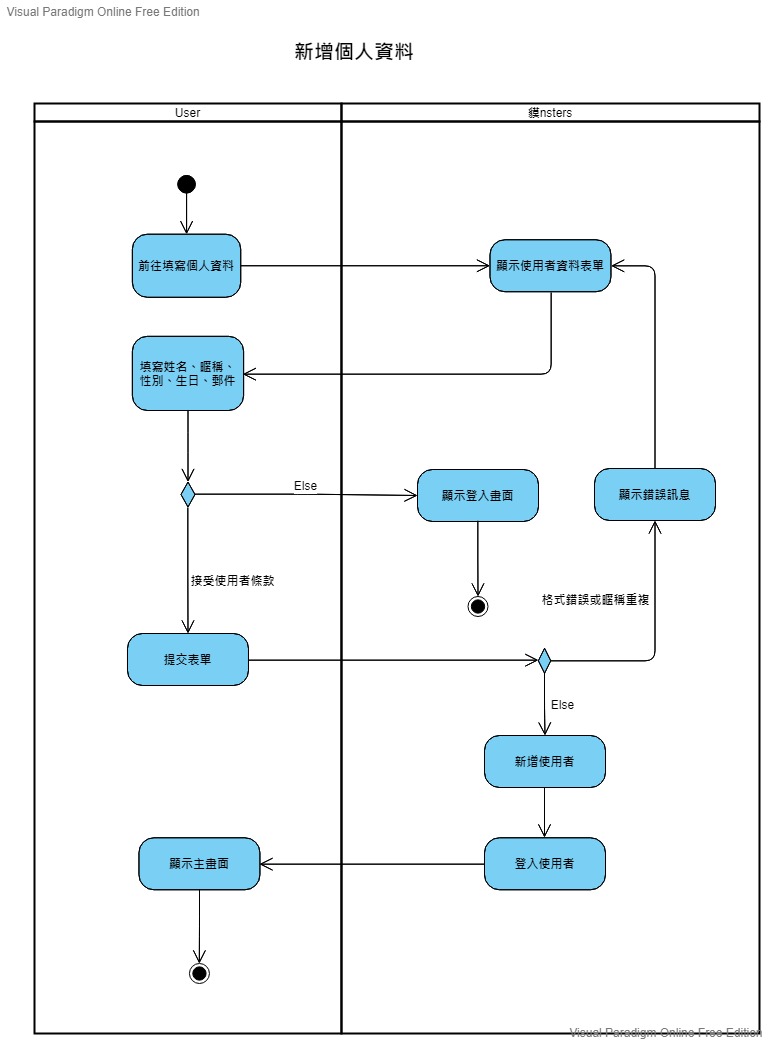 Visual Paradigm Online Free Edition
新增個人資料
User
貘nsters
前往填寫個人資料
顯示使用者資料表單
填寫姓名、暱稱、
性別、生日、郵件
Else
顯示登入畫面
顯示錯誤訊息
接受使用者條款
格式錯誤或暱稱重複
提交表單
Else
新增使用者
顯示主畫面
登入使用者
Visual Paradigm Online Free Edition